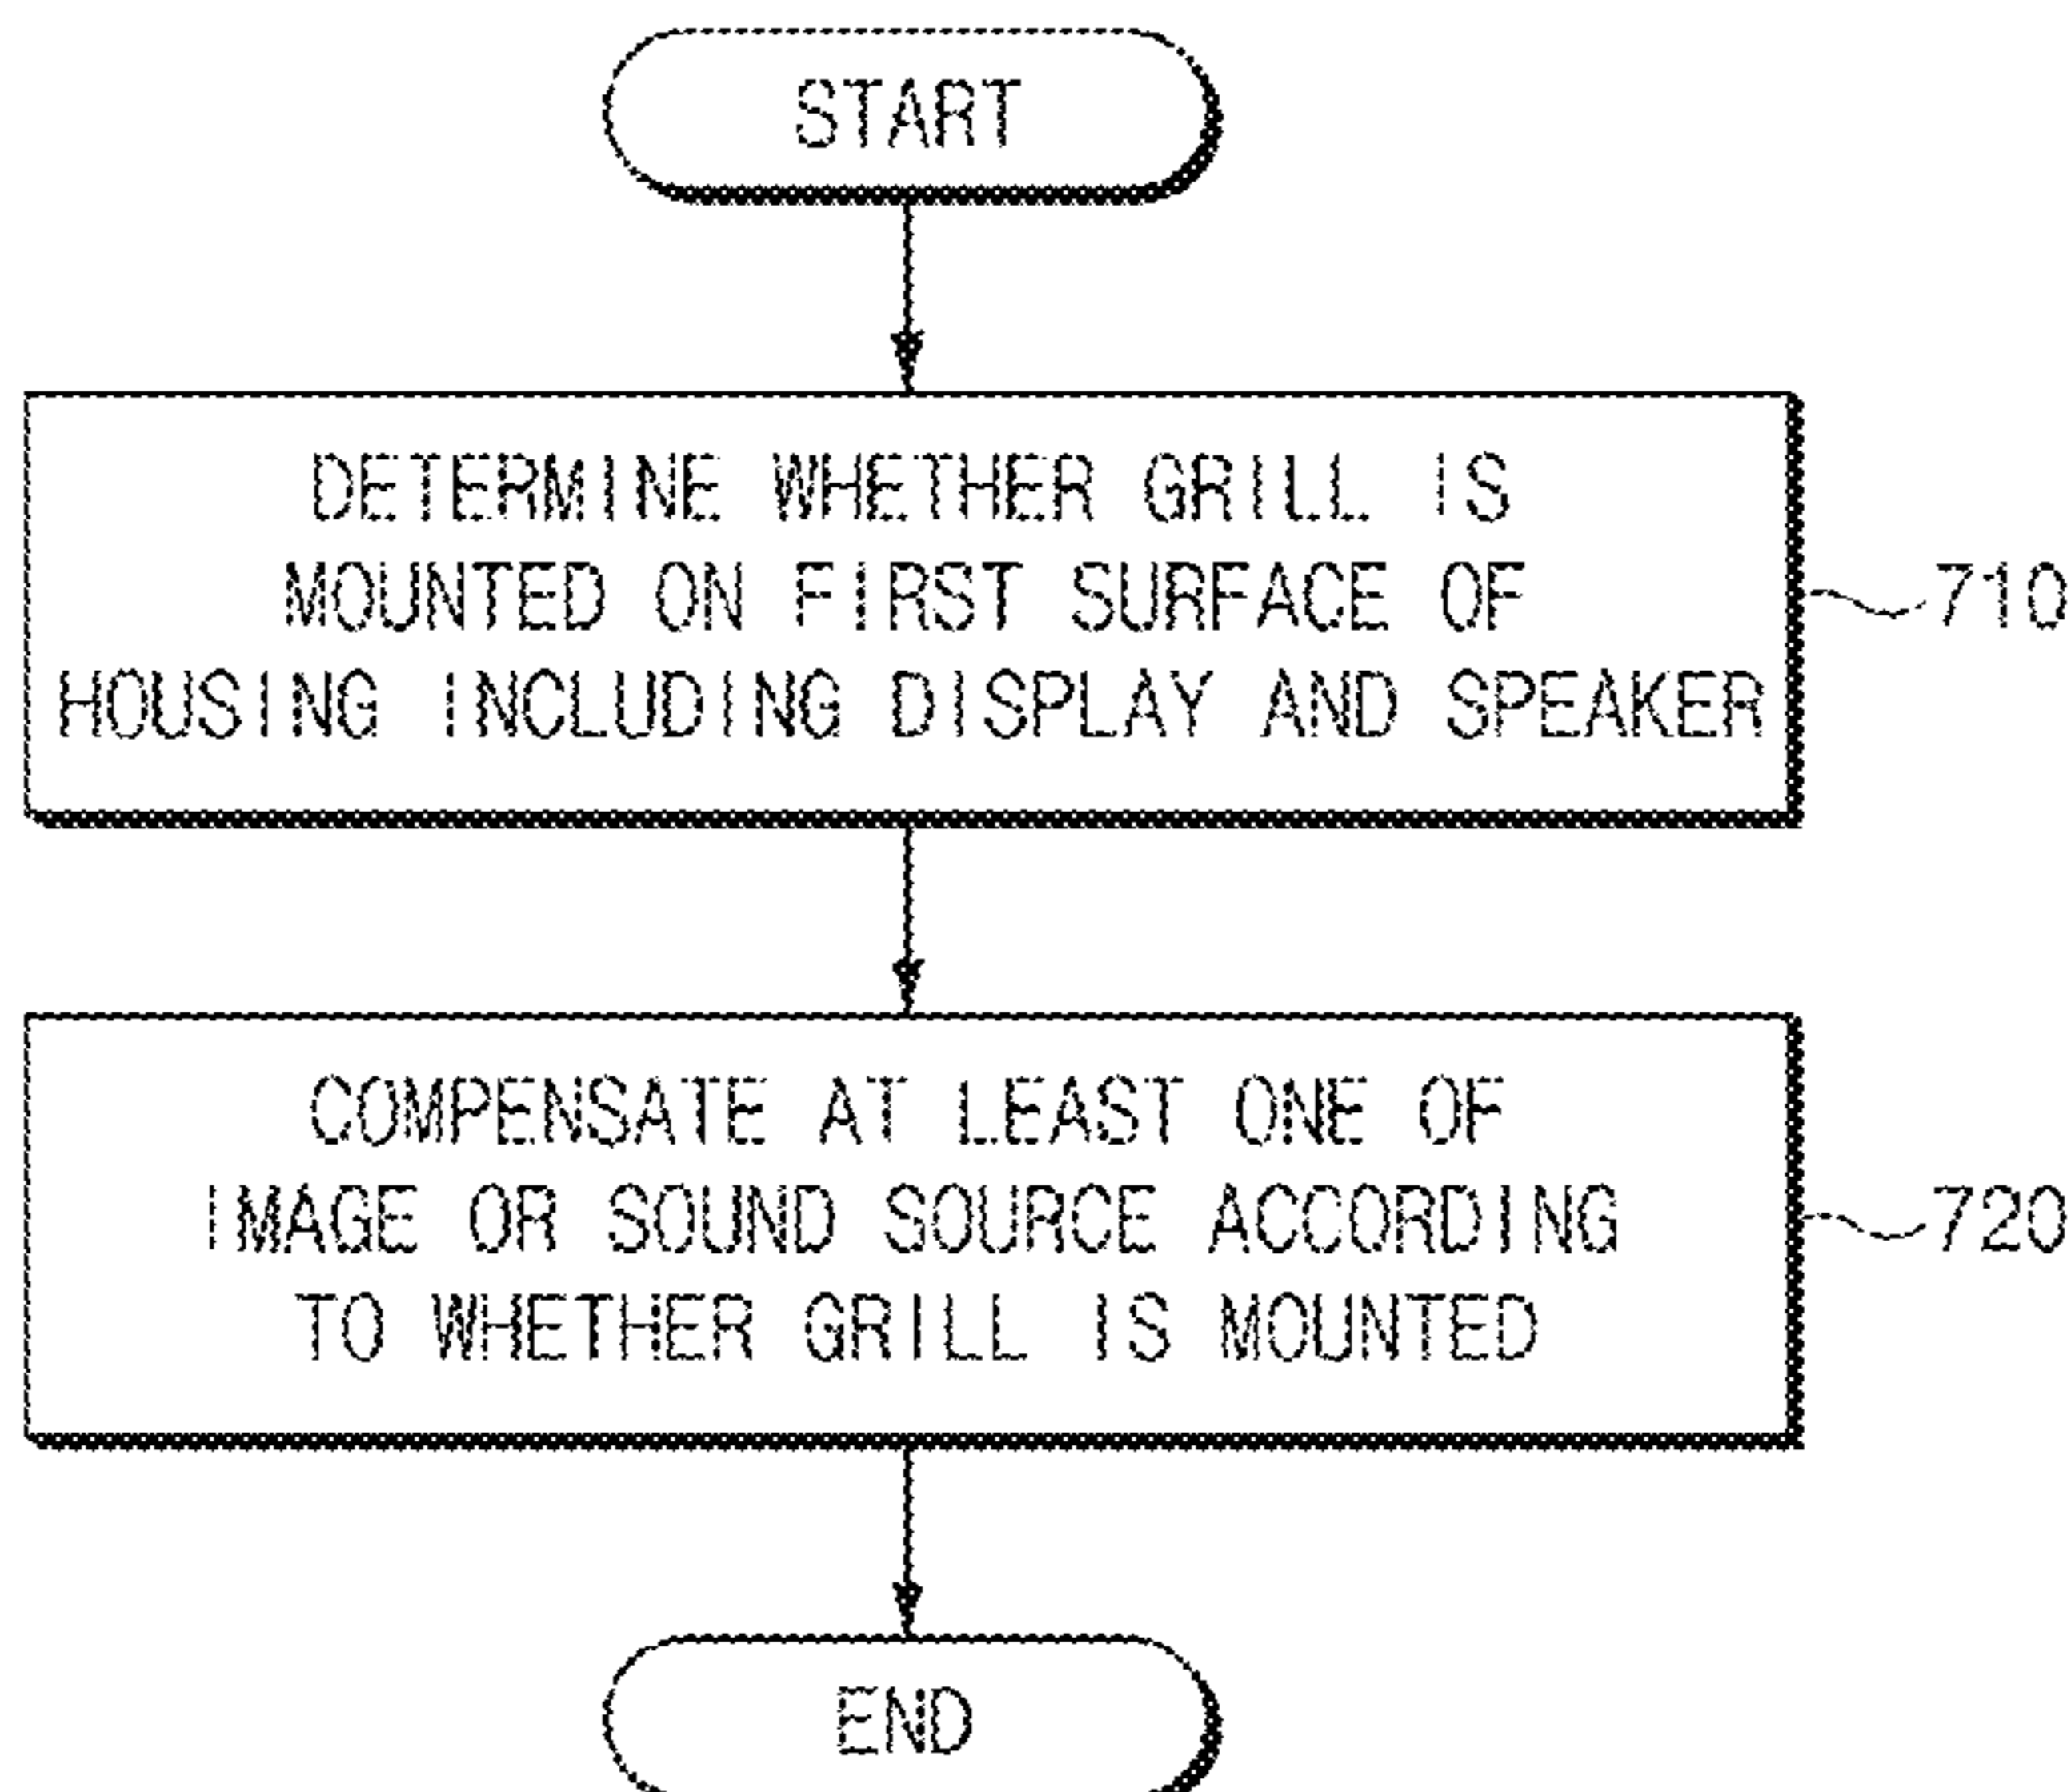 START
DETERMINE WHETHER GRILL IS
MOUNTED ON FIRST SURFACE OF
HOUSING INCLUDING DISPLAY AND SPEAKER
710
COMPENSATE AT LEAST ONE OF
IMAGE OR SOUND SOURCE ACCORDING
TO WHETHER GRILL IS MOUNTED
720
END